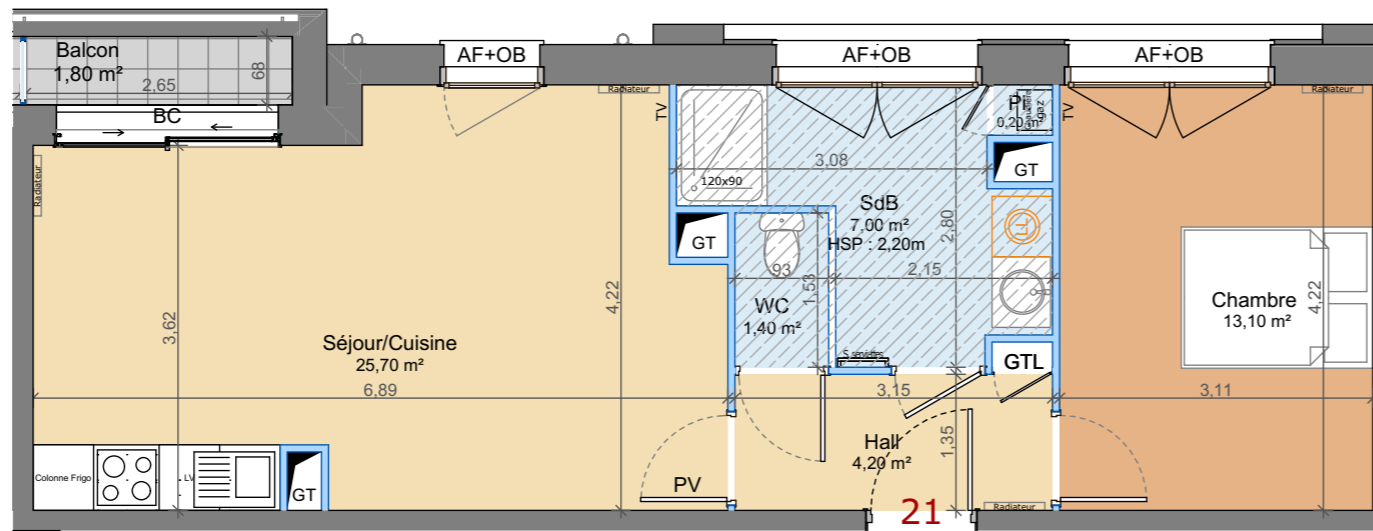 Balcon
1,80 m²
2,65
68
BC
AF+OB
AF+OB
AF+OB
Radiateur
Radiateur
Radiateur
TV
TV
Pl
0,20 m²
gaz
GT
3,08
120x90
SdB
7,00 m²
HSP : 2,20m
2,80
LL
GT
93
2,15
1,53
WC
1,40 m²
4,22
3,62
Séjour/Cuisine
25,70 m²
Chambre
13,10 m²
4,22
S.serviettes
GTL
6,89
3,15
3,11
Hall
4,20 m²
1,35
Colonne Frigo
LV
GT
PV
21
Radiateur